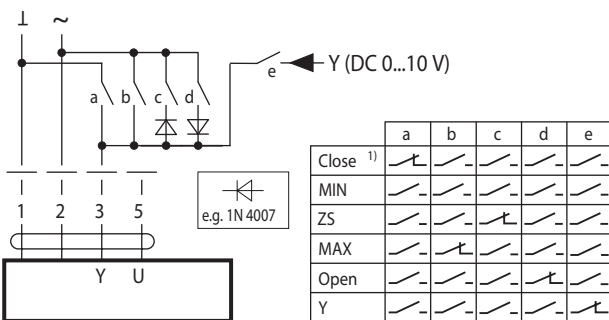 ⊥ ~
e
Y (DC 0...10 V)
a b c d
1 2 3 5
Y U
e.g. 1N 4007
a b c d e
Close 1)
MIN
ZS
MAX
Open
Y